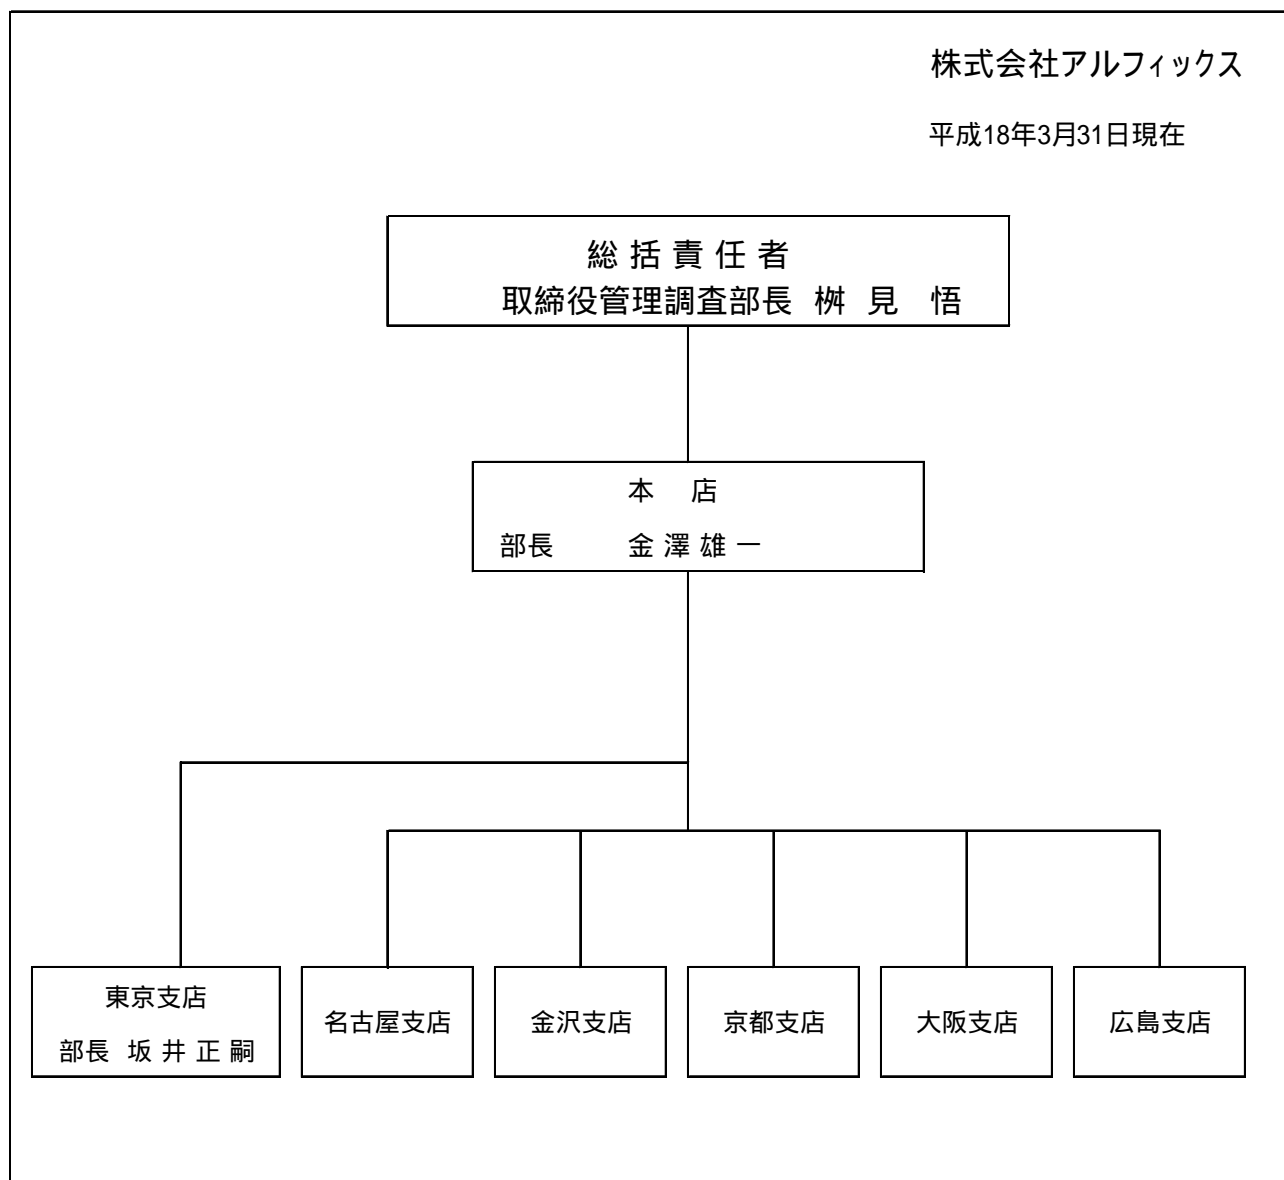 株式会社アルフィックス
平成18年3月31日現在
総 括 責 任 者
取締役管理調査部長 桝 見 悟
本 店
部長 金 澤 雄 一
東京支店
部長 坂 井 正 嗣
名古屋支店
金沢支店
京都支店
大阪支店
広島支店